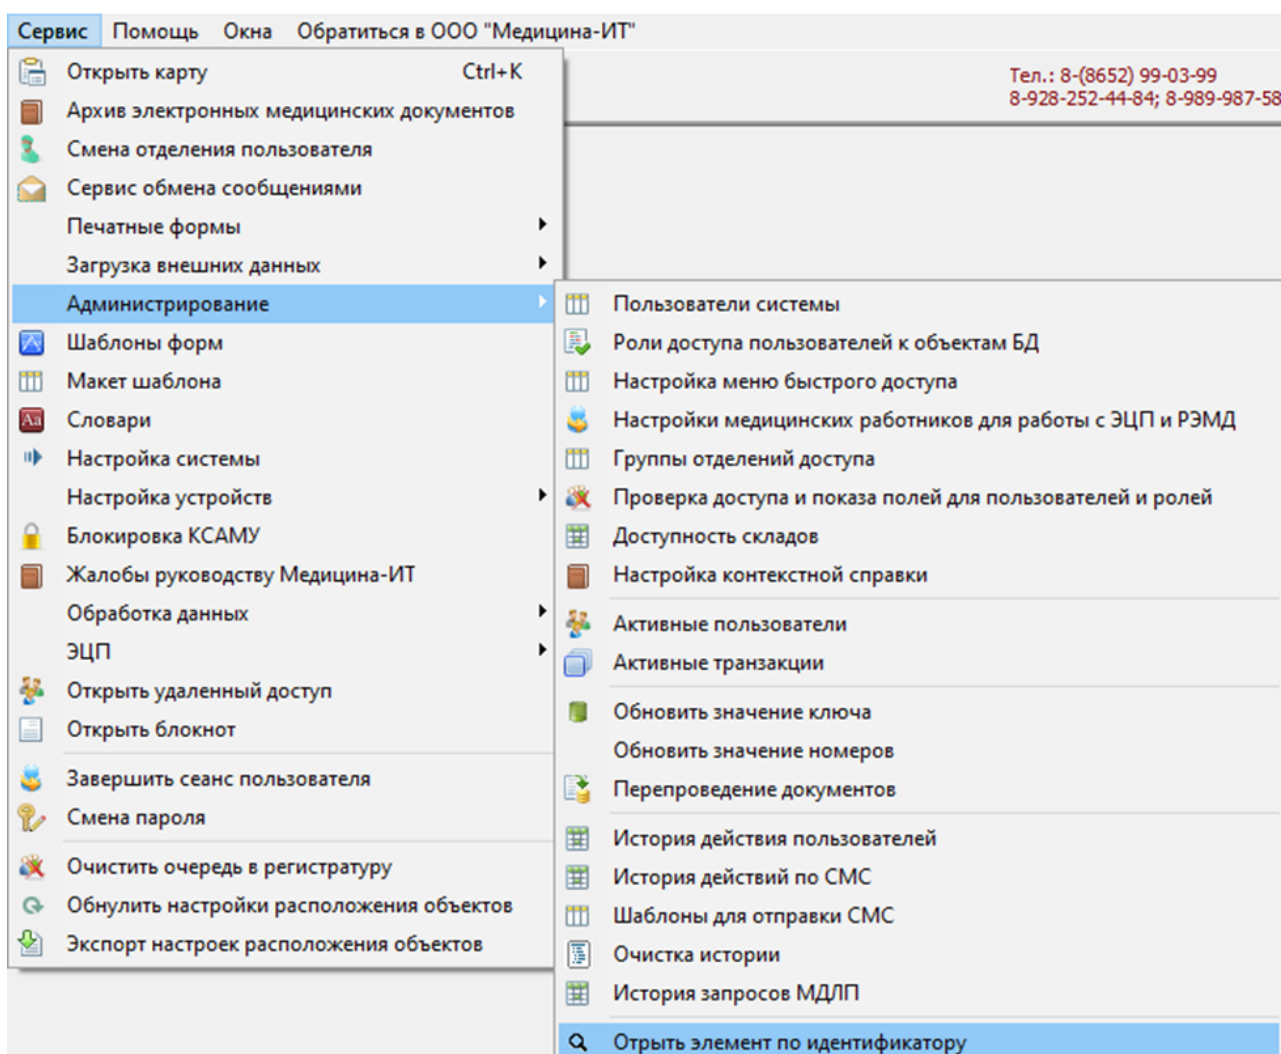 Сервис Помощь Окна Обратиться в ООО "Медицина-ИТ"
Тел.: 8-(8652) 99-03-99
8-928-252-44-84; 8-989-987-58
Открыть карту Ctrl+K
Архив электронных медицинских документов
Смена отделения пользователя
Сервис обмена сообщениями
Печатные формы
Загрузка внешних данных
Администрирование
Шаблоны форм
Макет шаблона
Словари
Настройка системы
Настройка устройств
Блокировка КСАМУ
Жалобы руководству Медицина-ИТ
Обработка данных
ЭЦП
Открыть удаленный доступ
Открыть блокнот
Завершить сеанс пользователя
Смена пароля
Очистить очередь в регистратуру
Обнулить настройки расположения объектов
Экспорт настроек расположения объектов
Пользователи системы
Роли доступа пользователей к объектам БД
Настройка меню быстрого доступа
Настройки медицинских работников для работы с ЭЦП и РЭМД
Группы отделений доступа
Проверка доступа и показа полей для пользователей и ролей
Доступность складов
Настройка контекстной справки
Активные пользователи
Активные транзакции
Обновить значение ключа
Обновить значение номеров
Перепроведение документов
История действия пользователей
История действий по СМС
Шаблоны для отправки СМС
Очистка истории
История запросов МДЛП
Отрыть элемент по идентификатору